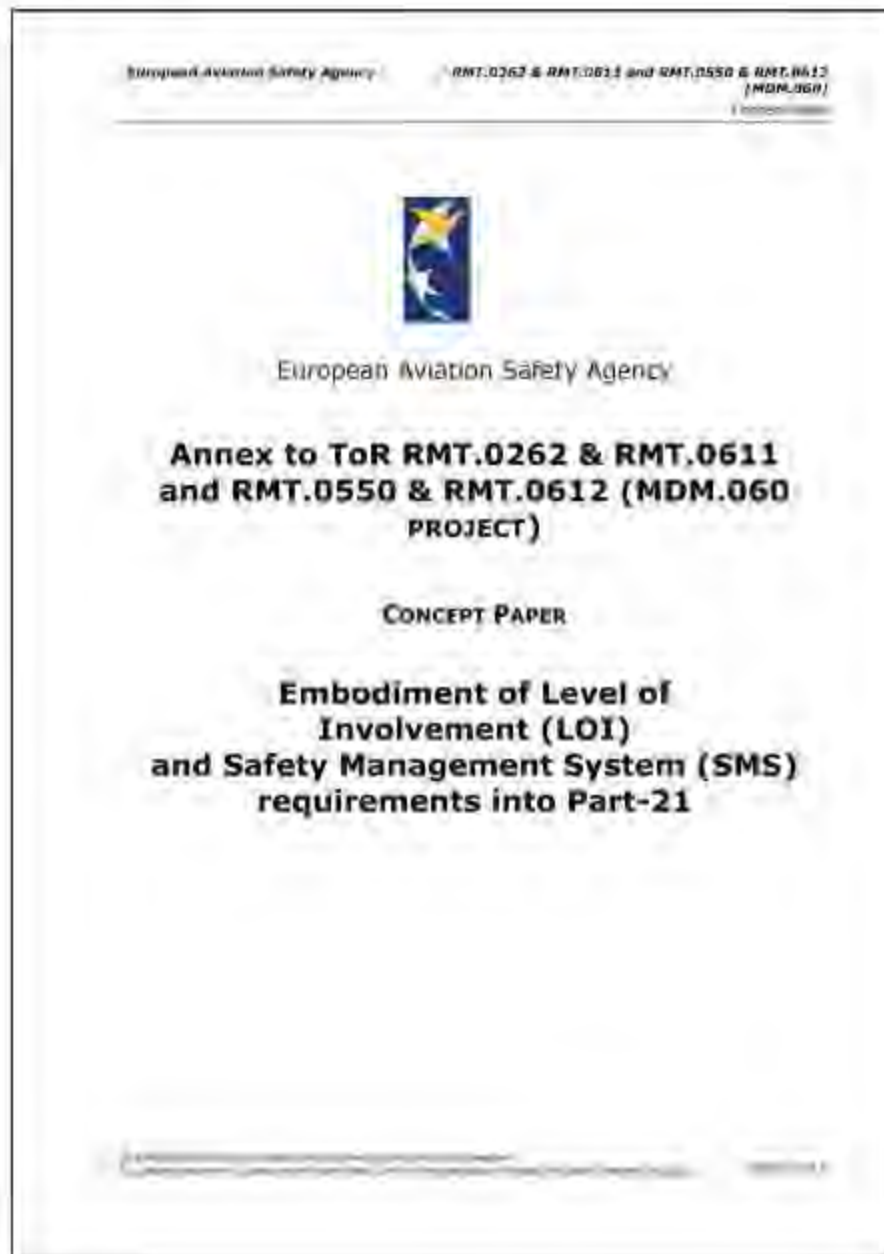 European Aviation Safety Agency
RMT.0262 & RMT.0611 and RMT.0550 & RMT.0612
(MDM.060)
European Aviation Safety Agency
Annex to ToR RMT.0262 & RMT.0611
and RMT.0550 & RMT.0612 (MDM.060
PROJECT)
CONCEPT PAPER
Embodiment of Level of
Involvement (LOI)
and Safety Management System (SMS)
requirements into Part-21